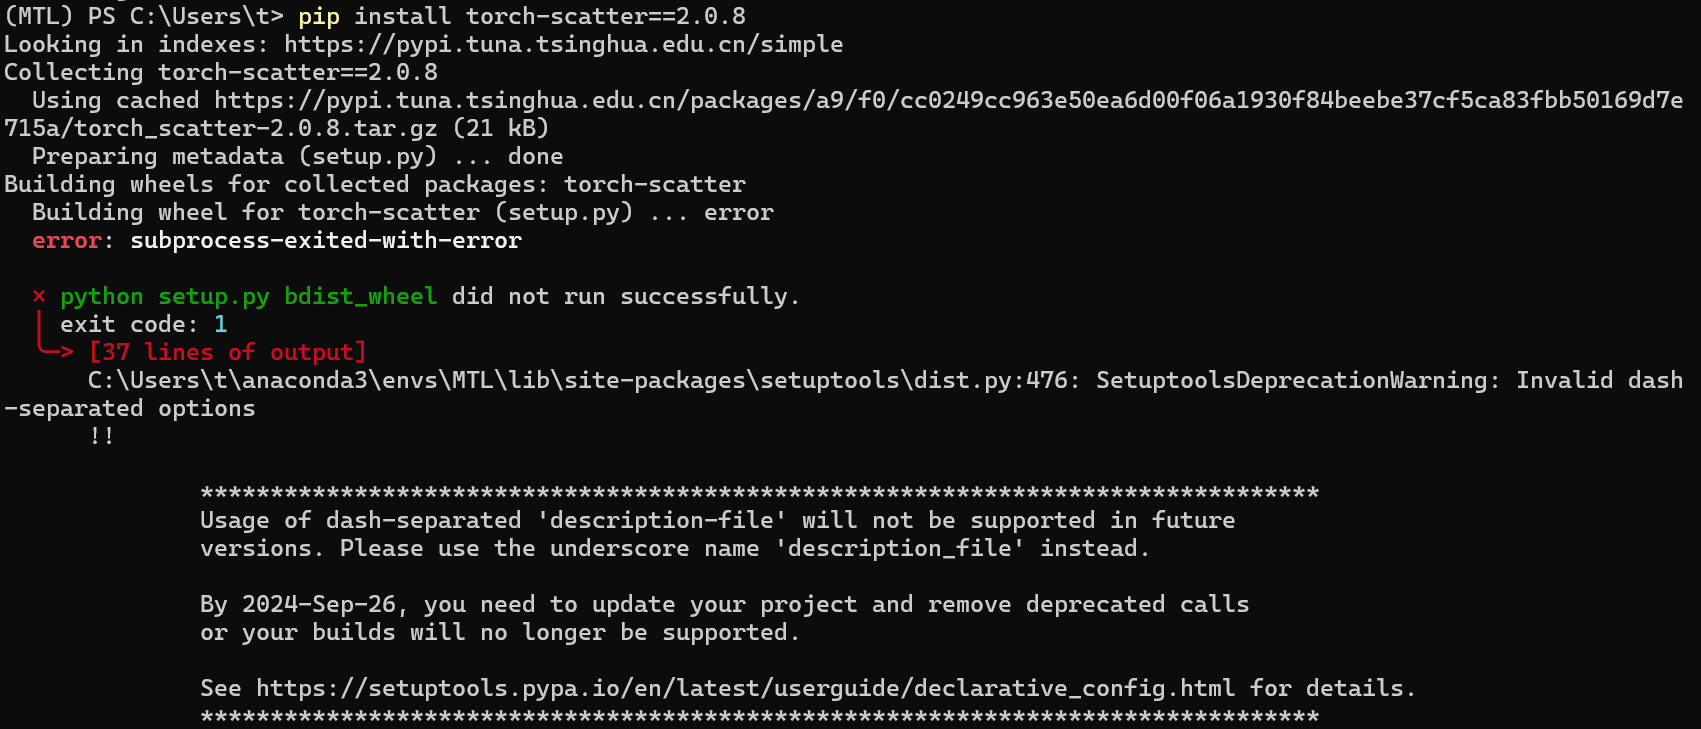 (MTL) PS C:\Users\t> pip install torch-scatter==2.0.8
Looking in indexes: https://pypi.tuna.tsinghua.edu.cn/simple
Collecting torch-scatter==2.0.8
  Using cached https://pypi.tuna.tsinghua.edu.cn/packages/a9/f0/cc0249cc963e50ea6d00f06a1930f84beebe37cf5ca83fbb50169d7e
715a/torch_scatter-2.0.8.tar.gz (21 kB)
  Preparing metadata (setup.py) ... done
Building wheels for collected packages: torch-scatter
  Building wheel for torch-scatter (setup.py) ... error
  error: subprocess-exited-with-error

  × python setup.py bdist_wheel did not run successfully.
  │ exit code: 1
  ╰─> [37 lines of output]
      C:\Users\t\anaconda3\envs\MTL\lib\site-packages\setuptools\dist.py:476: SetuptoolsDeprecationWarning: Invalid dash
-separated options
      !!

              ********************************************************************************
              Usage of dash-separated 'description-file' will not be supported in future
              versions. Please use the underscore name 'description_file' instead.

              By 2024-Sep-26, you need to update your project and remove deprecated calls
              or your builds will no longer be supported.

              See https://setuptools.pypa.io/en/latest/userguide/declarative_config.html for details.
              ********************************************************************************